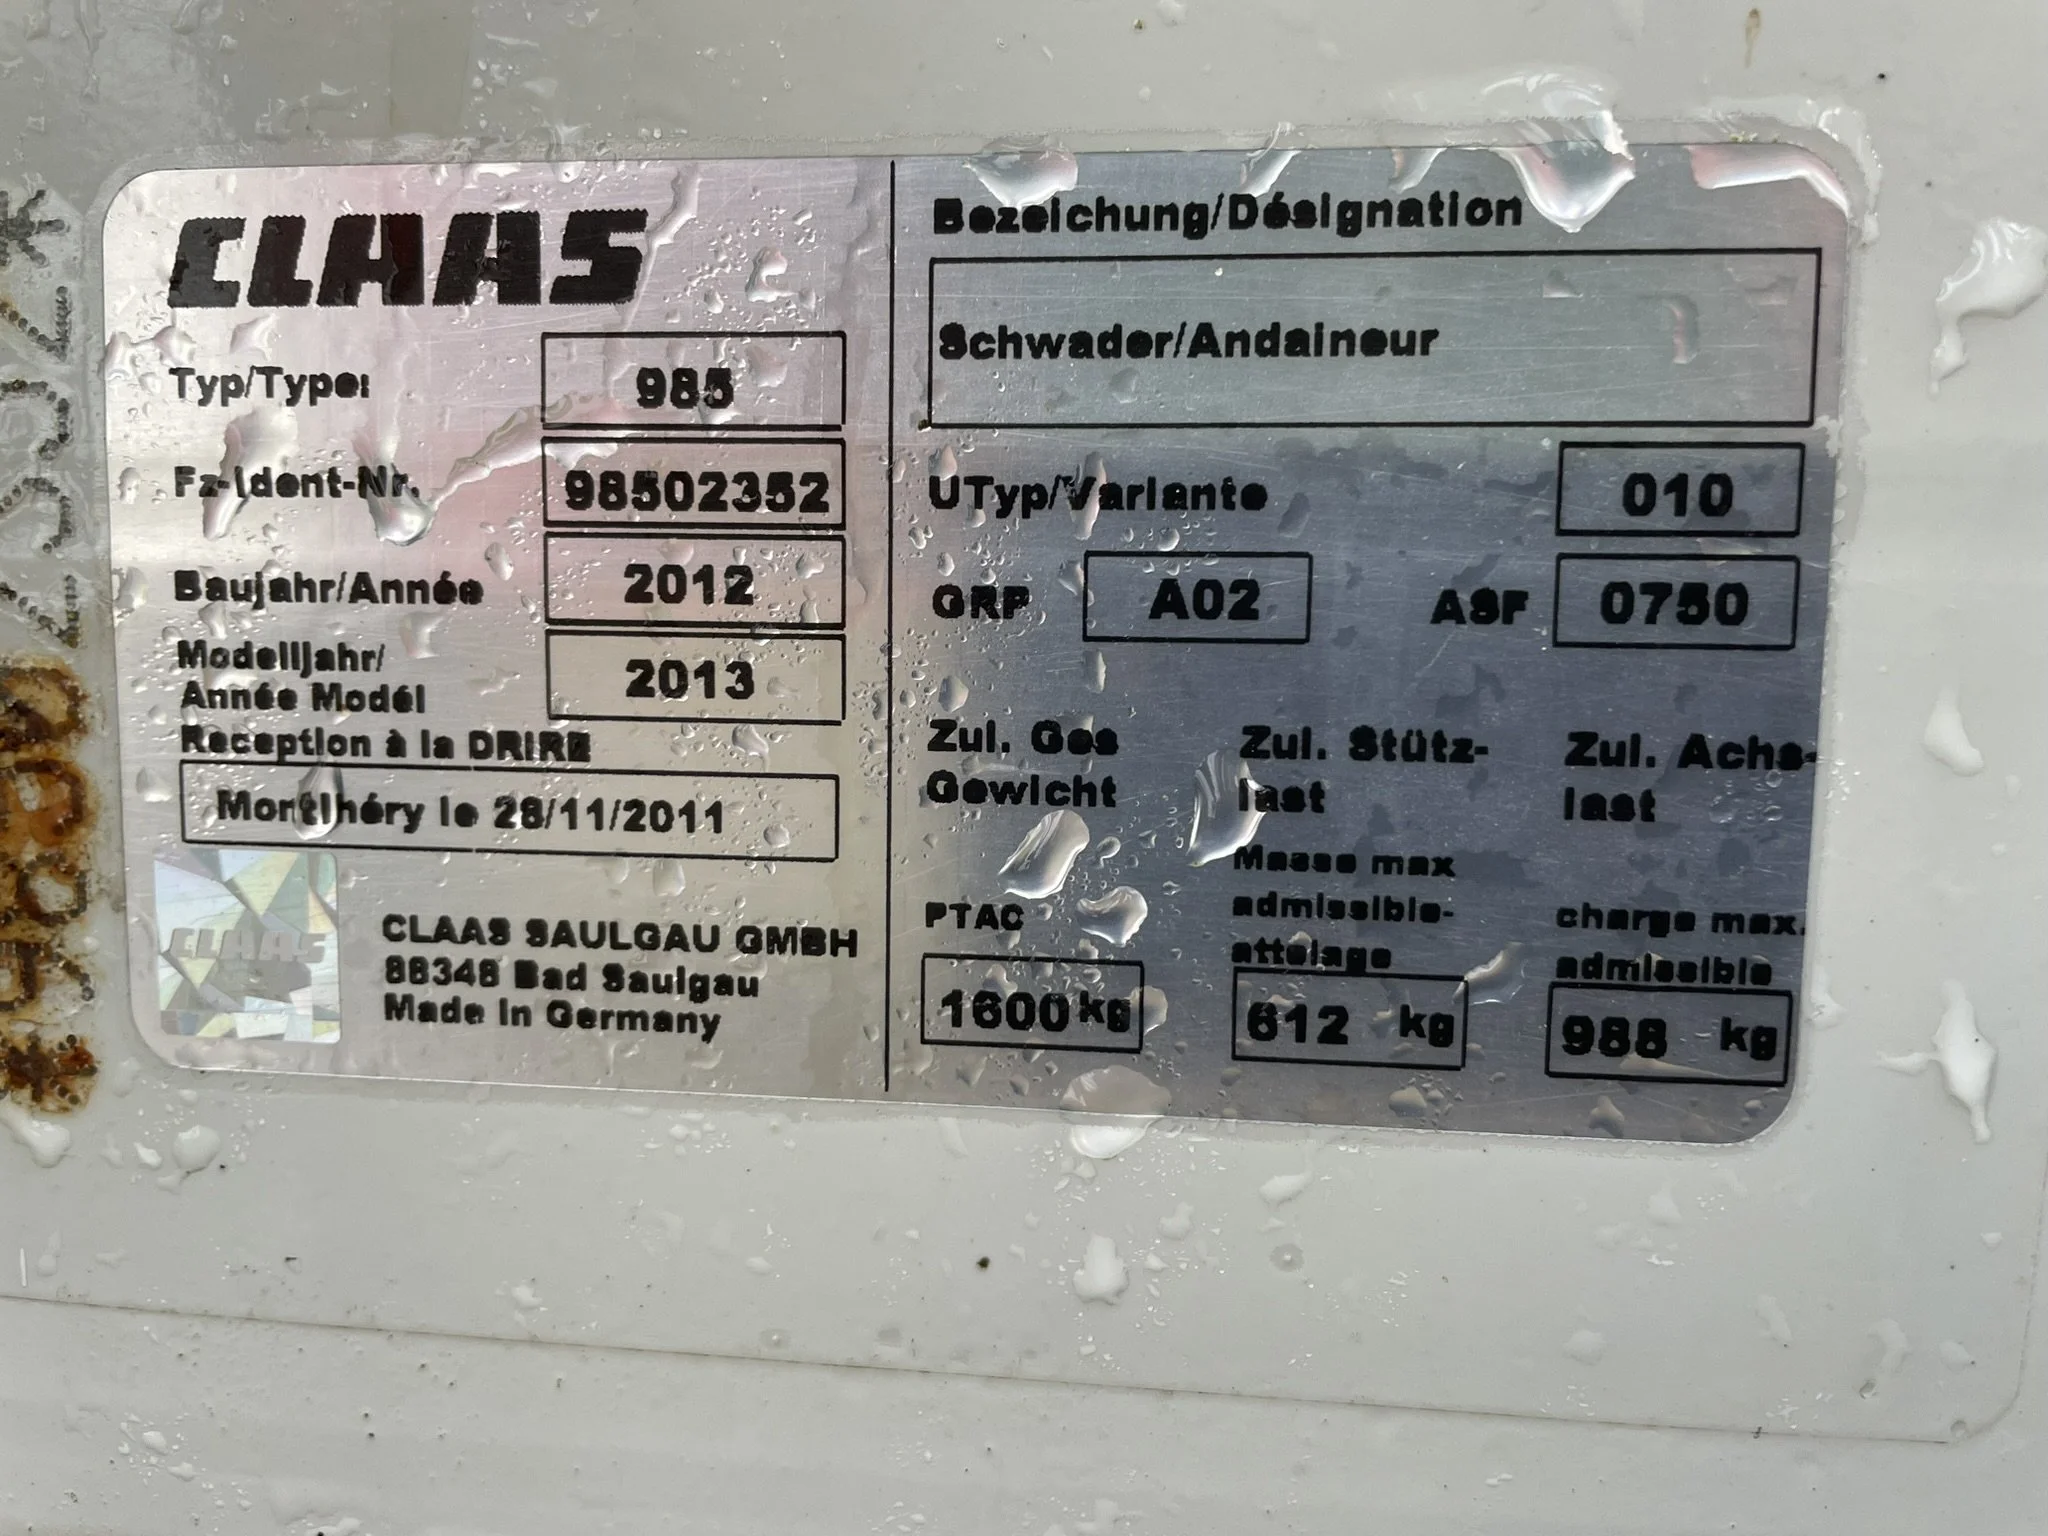 CLAAS
Typ/Type: 985
Fz-Ident-Nr. 98502352
Baujahr/Année 2012
Modelljahr/
Année Modél 2013
Reception à la DRIRE
Montlhéry le 28/11/2011
CLAAS
CLAAS SAULGAU GMBH
88348 Bad Saulgau
Made in Germany
Bezeichung/Désignation
Schwader/Andaineur
UTyp/Variante 010
GRP A02 ASF 0750
Zul. Ges Gewicht
Zul. Stütz-last
Zul. Achs-last
PTAC
Masse max
admissible-
attelage
charge max.
admissible
1600 kg 612 kg 988 kg